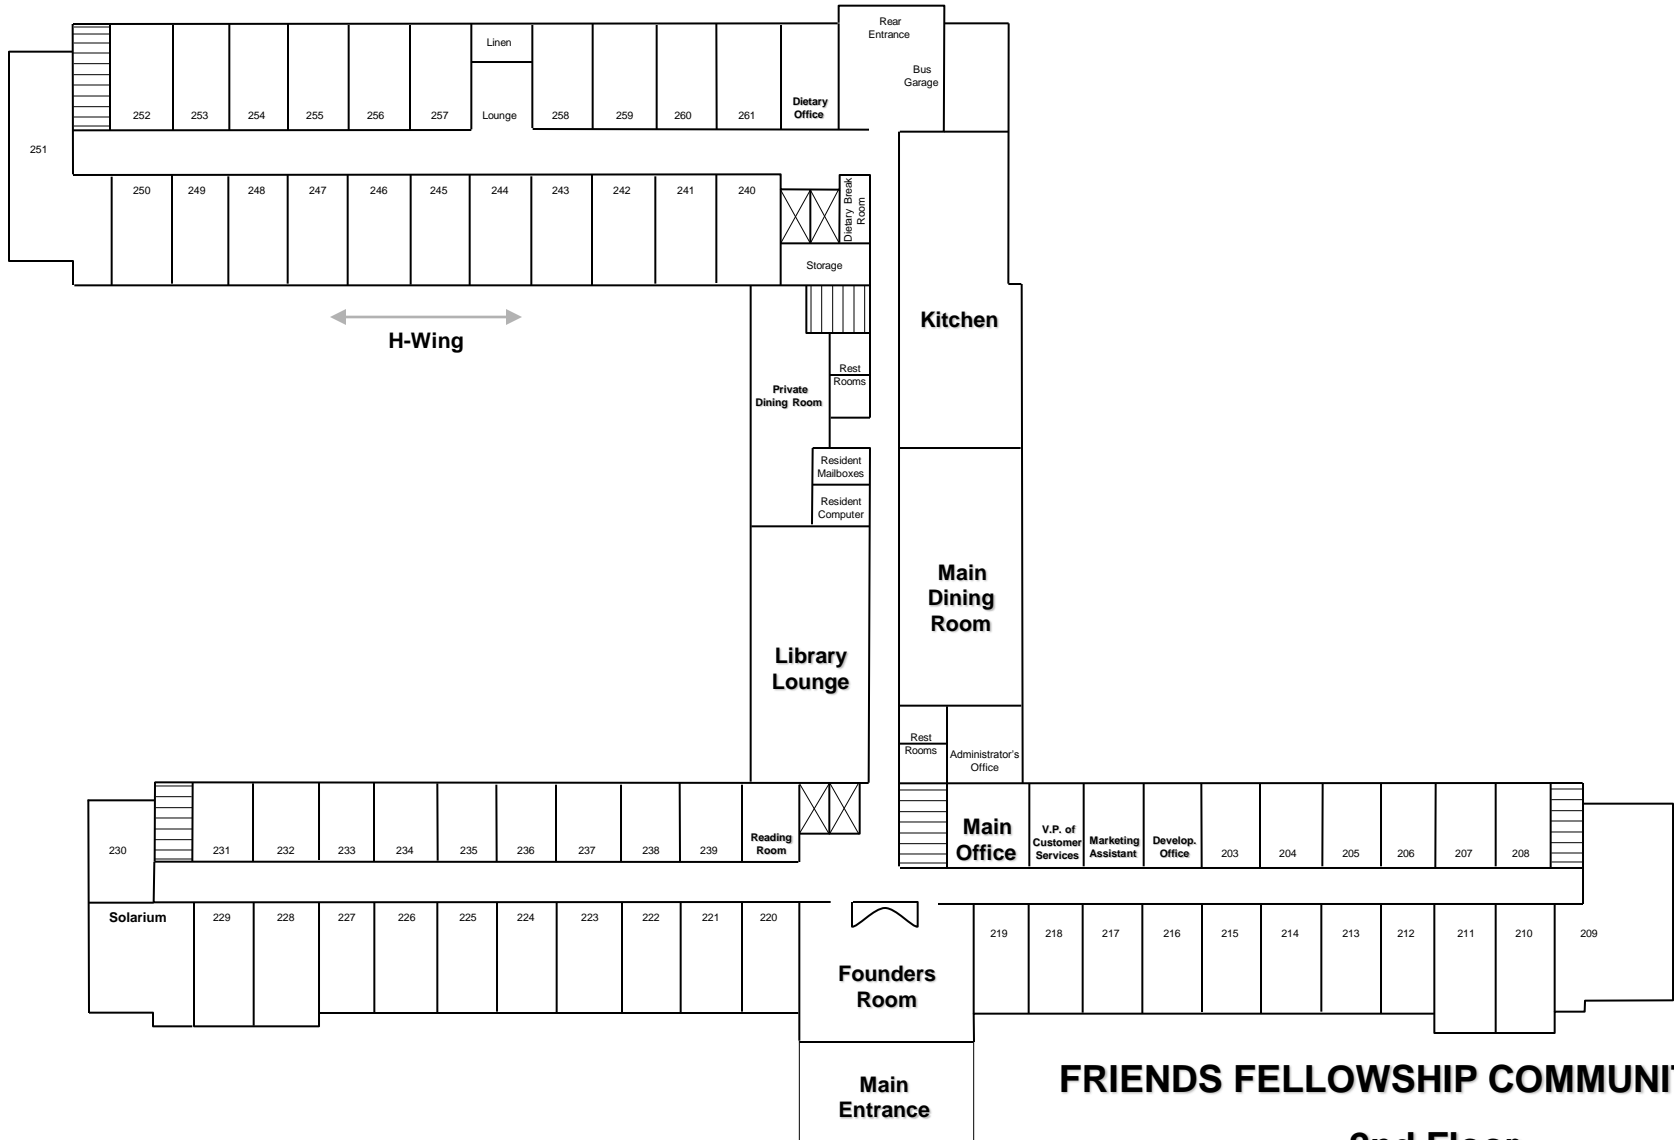 Rear
Entrance
Linen
Bus
Garage
Dietary
Office
252
253
254
255
256
257
Lounge
258
259
260
261
251
250
249
248
247
246
245
244
243
242
241
240
Dietary Break
Room
Storage
H-Wing
Kitchen
Rest
Rooms
Private
Dining Room
Resident
Mailboxes
Resident
Computer
Main
Dining
Room
Library
Lounge
Rest
Rooms
Administrator's
Office
230
231
232
233
234
235
236
237
238
239
Reading
Room
Main
Office
V.P. of
Customer
Services
Marketing
Assistant
Develop.
Office
203
204
205
206
207
208
Solarium
229
228
227
226
225
224
223
222
221
220
219
218
217
216
215
214
213
212
211
210
209
Founders
Room
Main
Entrance
FRIENDS FELLOWSHIP
Floor